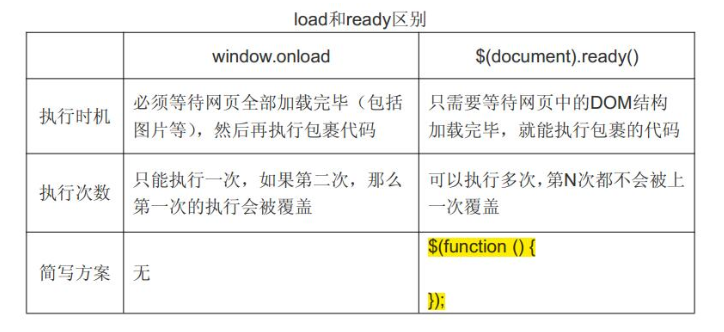 load和ready区别
window.onload
$(document).ready()
执行时机
必须等待网页全部加载完毕（包括
图片等），然后再执行包裹代码
只需要等待网页中的DOM结构
加载完毕，就能执行包裹的代码
执行次数
只能执行一次，如果第二次，那么
第一次的执行会被覆盖
可以执行多次，第N次都不会被上
一次覆盖
简写方案
无
$(function () {
});